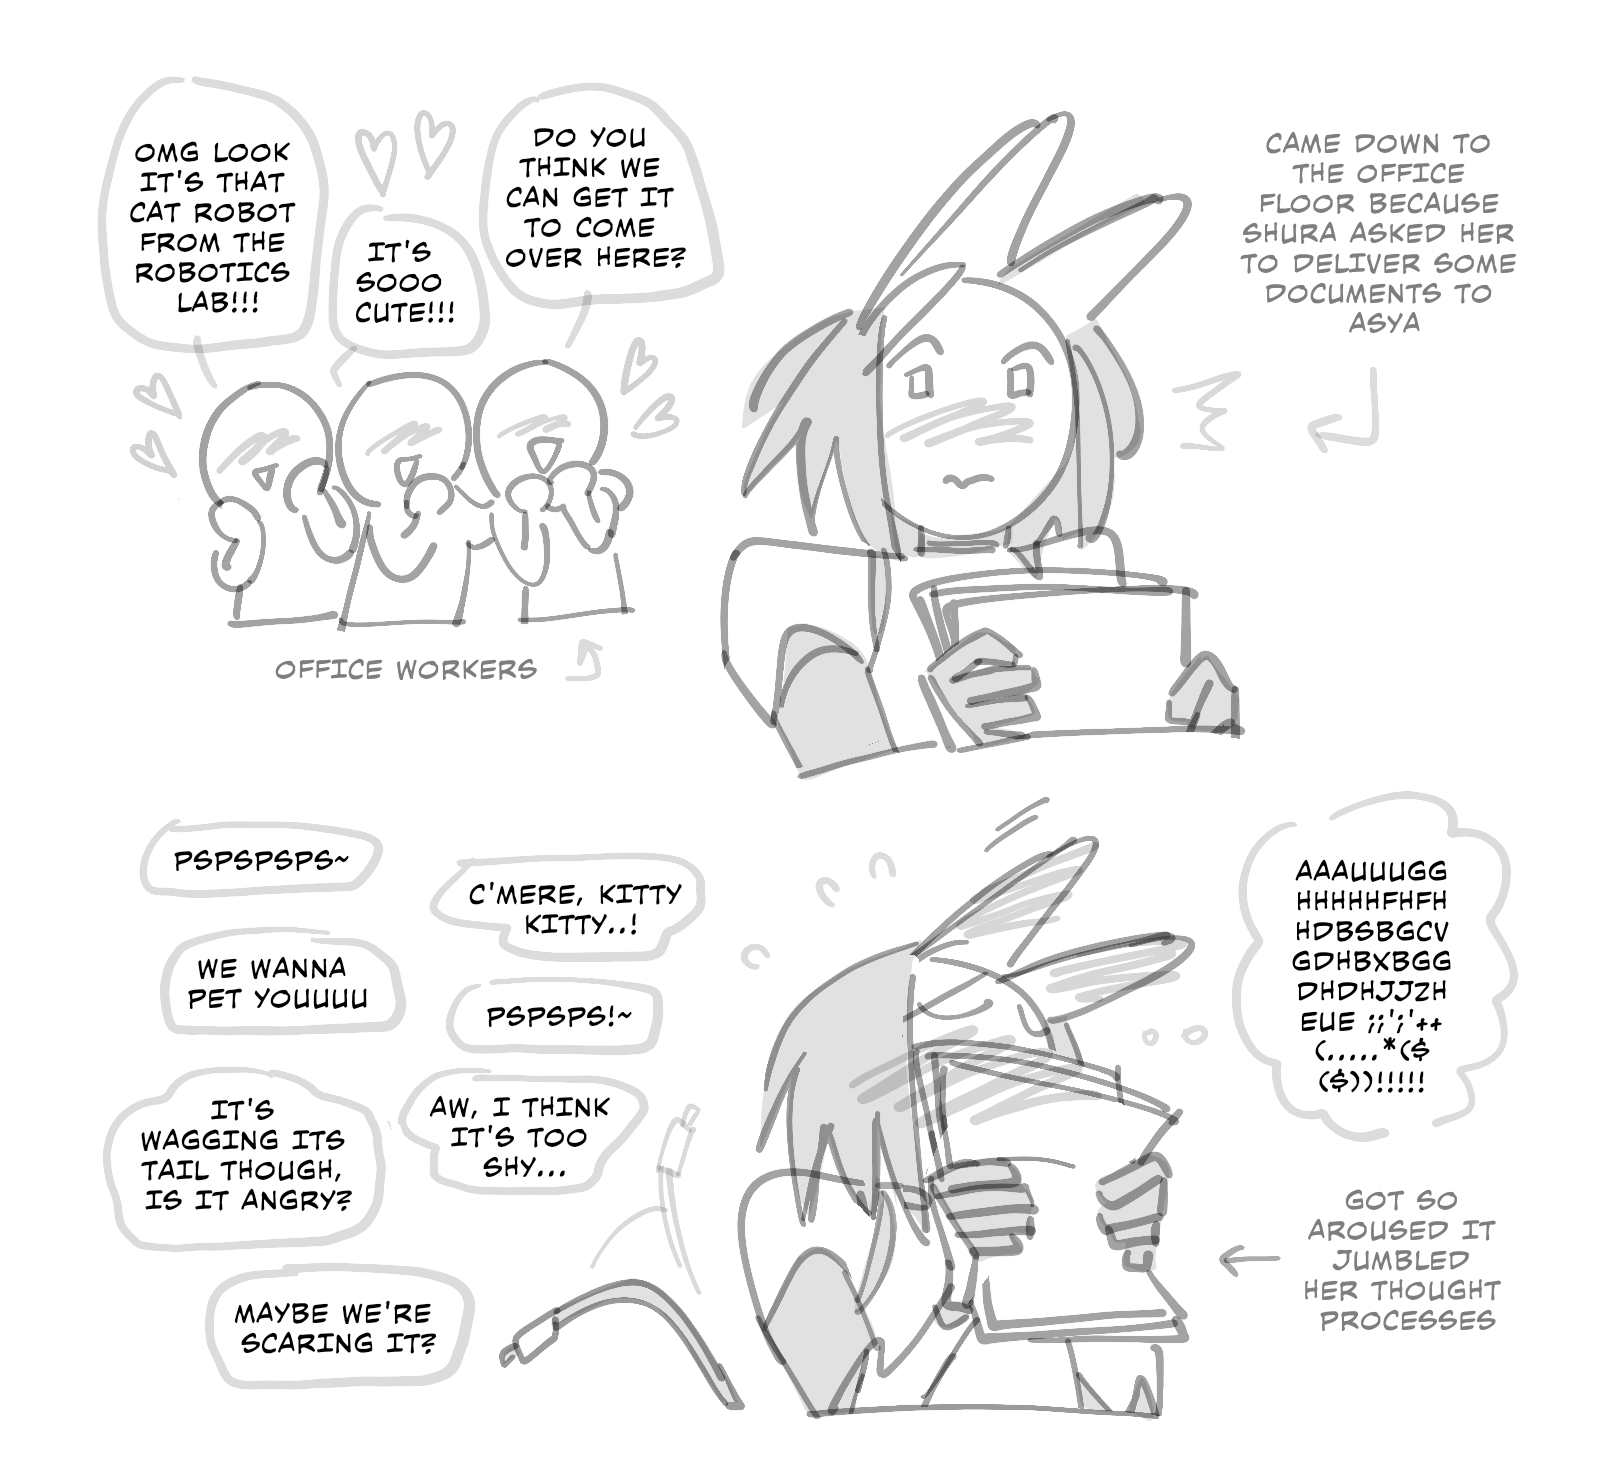 OMG LOOK
IT'S THAT
CAT ROBOT
FROM THE
ROBOTICS
LAB!!!
IT'S
SOOO
CUTE!!!
DO YOU
THINK WE
CAN GET IT
TO COME
OVER HERE?
CAME DOWN TO
THE OFFICE
FLOOR BECAUSE
SHURA ASKED HER
TO DELIVER SOME
DOCUMENTS TO
ASYA
OFFICE WORKERS
PSPSPSPS~
C'MERE, KITTY
KITTY..!
WE WANNA
PET YOUUUU
PSPSPS!~
IT'S
WAGGING ITS
TAIL THOUGH,
IS IT ANGRY?
AW, I THINK
IT'S TOO
SHY...
MAYBE WE'RE
SCARING IT?
AAAUUUGG
HHHHHFHFH
HDBSBGCV
GDHBXBGG
DHDHJJZH
EUE ;;';'++
(.....*($
($))!!!!!
GOT SO
AROUSED IT
JUMBLED
HER THOUGHT
PROCESSES